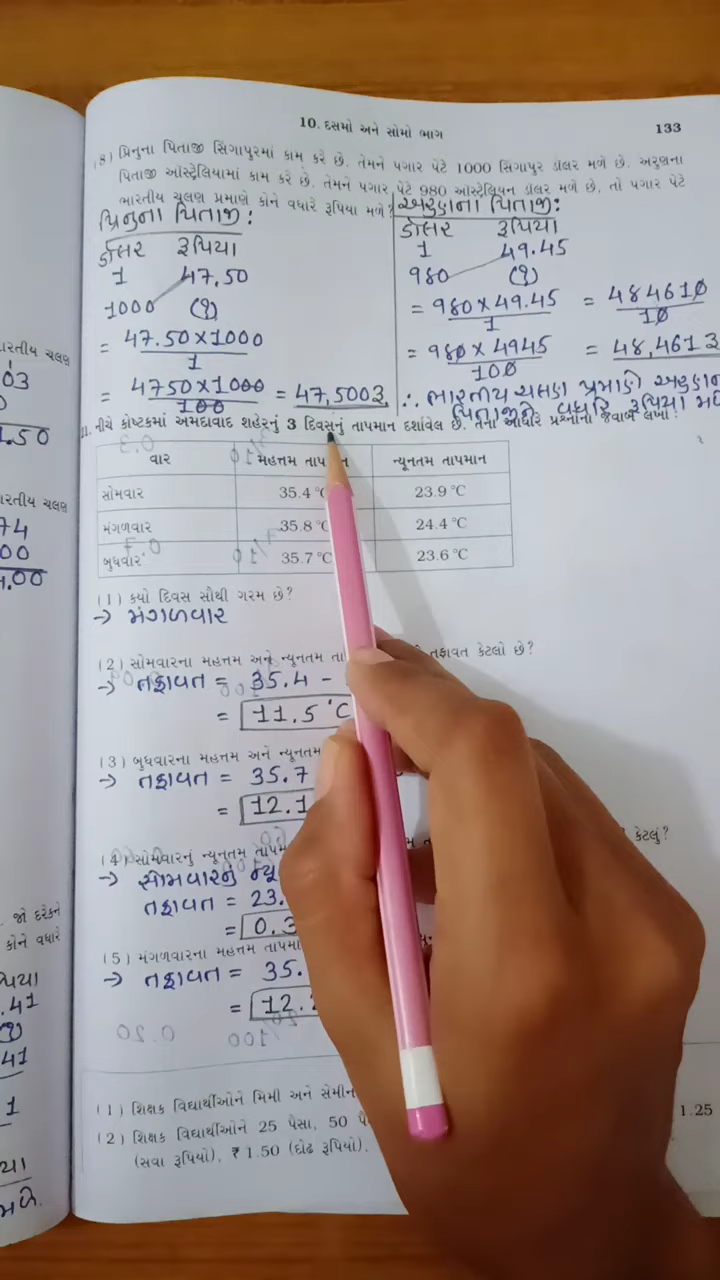 10. દસમો અને સોમો ભાગ 133
(8) પ્રિનુના પિતાજી સિંગાપુરમાં કામ કરે છે. તેમને પગાર પેટે 1000 સિંગાપુર ડૉલર મળે છે. અરુણના
પિતાજી ઑસ્ટ્રેલિયામાં કામ કરે છે. તેમને પગાર પેટે 980 ઑસ્ટ્રેલિયન ડૉલર મળે છે, તો પગાર પેટે
ભારતીય ચલણ પ્રમાણે કોને વધારે રૂપિયા મળે ?
પ્રિનુના પિતાજી :
ડોલર રૂપિયા
1 47.50
1000 (?)
= 47.50 x 1000
1
= 4750 x 1000 = 47,500રૂ
100
અરુણના પિતાજી :
ડોલર રૂપિયા
1 49.45
980 (?)
= 980 x 49.45 = 484610
1 10
= 980 x 4945 = 48,461રૂ
100
∴ ભારતીય ચલણ પ્રમાણે અરુણના
પિતાજીને વધારે રૂપિયા
11. નીચે કોષ્ટકમાં અમદાવાદ શહેરનું 3 દિવસનું તાપમાન દર્શાવેલ છે. તેના આધારે પ્રશ્નોના જવાબ લખો :
વાર મહત્તમ ન્યૂનતમ તાપમાન
સોમવાર 35.4 °C 23.9 °C
મંગળવાર 35.8 °C 24.4 °C
બુધવાર 35.7 °C 23.6 °C
(1) કયો દિવસ સૌથી ગરમ છે?
→ મંગળવાર
(2) સોમવારના મહત્તમ અને ન્યૂનતમ તફાવત કેટલો છે?
→ તફાવત = 35.4 -
= 11.5 °C
(3) બુધવારના મહત્તમ અને ન્યૂનતમ
→ તફાવત = 35.7
= 12.1
(4) સોમવારનું ન્યૂનતમ કેટલું?
→ સોમવારનું
તફાવત = 23.
= 0.3
(5) મંગળવારના મહત્તમ
→ તફાવત = 35.
= 12.
(1) શિક્ષક વિદ્યાર્થીઓને મિમી અને 1.25
(2) શિક્ષક વિદ્યાર્થીઓને 25 પૈસા, 50
(સવા રૂપિયો), ₹ 1.50 (દોઢ રૂપિયો),